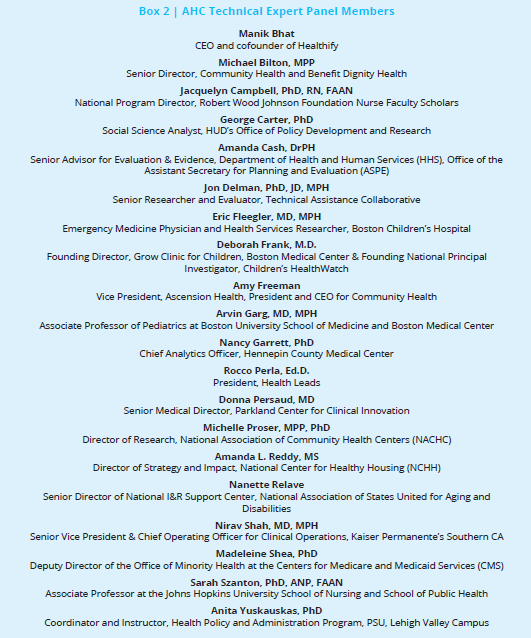 Box 2 | AHC Technical Expert Panel Members
Manik Bhat
CEO and cofounder of Healthify
Michael Bilton, MPP
Senior Director, Community Health and Benefit Dignity Health
Jacquelyn Campbell, PhD, RN, FAAN
National Program Director, Robert Wood Johnson Foundation Nurse Faculty Scholars
George Carter, PhD
Social Science Analyst, HUD's Office of Policy Development and Research
Amanda Cash, DrPH
Senior Advisor for Evaluation & Evidence, Department of Health and Human Services (HHS), Office of the
Assistant Secretary for Planning and Evaluation (ASPE)
Jon Delman, PhD, JD, MPH
Senior Researcher and Evaluator, Technical Assistance Collaborative
Eric Fleegler, MD, MPH
Emergency Medicine Physician and Health Services Researcher, Boston Children's Hospital
Deborah Frank, M.D.
Founding Director, Grow Clinic for Children, Boston Medical Center & Founding National Principal
Investigator, Children's HealthWatch
Amy Freeman
Vice President, Ascension Health, President and CEO for Community Health
Arvin Garg, MD, MPH
Associate Professor of Pediatrics at Boston University School of Medicine and Boston Medical Center
Nancy Garrett, PhD
Chief Analytics Officer, Hennepin County Medical Center
Rocco Perla, Ed.D.
President, Health Leads
Donna Persaud, MD
Senior Medical Director, Parkland Center for Clinical Innovation
Michelle Proser, MPP, PhD
Director of Research, National Association of Community Health Centers (NACHC)
Amanda L. Reddy, MS
Director of Strategy and Impact, National Center for Healthy Housing (NCHH)
Nanette Relave
Senior Director of National I&R Support Center, National Association of States United for Aging and
Disabilities
Nirav Shah, MD, MPH
Senior Vice President & Chief Operating Officer for Clinical Operations, Kaiser Permanente's Southern CA
Madeleine Shea, PhD
Deputy Director of the Office of Minority Health at the Centers for Medicare and Medicaid Services (CMS)
Sarah Szanton, PhD, ANP, FAAN
Associate Professor at the Johns Hopkins University School of Nursing and School of Public Health
Anita Yuskauskas, PhD
Coordinator and Instructor, Health Policy and Administration Program, PSU, Lehigh Valley Campus